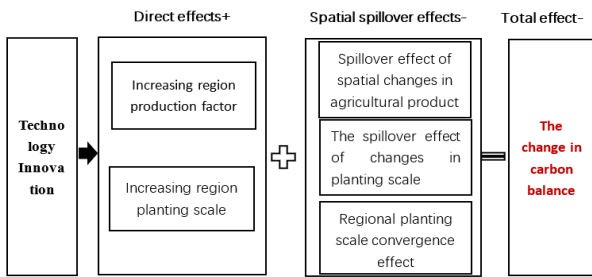 Direct effects+
Spatial spillover effects-
Total effect-
Techno
logy
Innova
tion
Increasing region
production factor
Increasing region
planting scale
Spillover effect of
spatial changes in
agricultural product
The spillover effect
of changes in
planting scale
Regional planting
scale convergence
effect
The
change in
carbon
balance